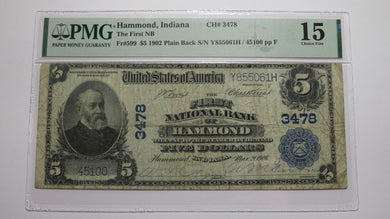 PMG
PAPER MONEY GUARANTY
Hammond, Indiana CH# 3478
The First NB
Fr#599 $5 1902 Plain Back S/N Y855061H / 45100 pp F
15
Choice Fine
United States of America
Y855061H
3478
FIRST
NATIONAL BANK
OF
HAMMOND
3478
5
5
FIVE DOLLARS
Hammond, INDIANA
45100